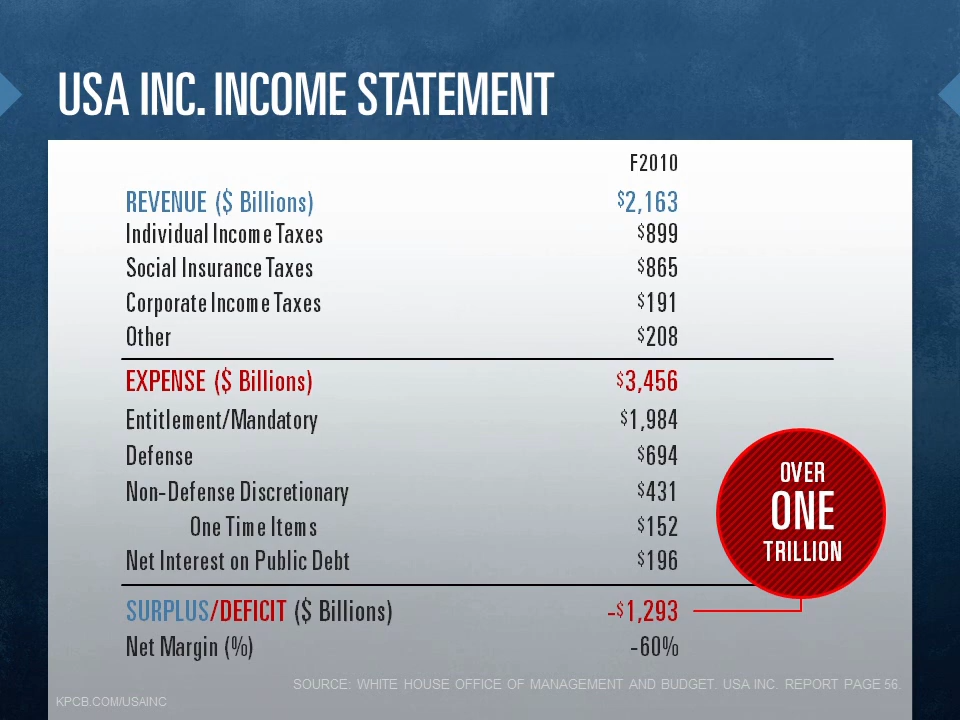 USA INC. INCOME STATEMENT
F2010
REVENUE ($ Billions) $2,163
Individual Income Taxes $899
Social Insurance Taxes $865
Corporate Income Taxes $191
Other $208
EXPENSE ($ Billions) $3,456
Entitlement/Mandatory $1,984
Defense $694
Non-Defense Discretionary $431
One Time Items $152
Net Interest on Public Debt $196
OVER
ONE
TRILLION
SURPLUS/DEFICIT ($ Billions) -$1,293
Net Margin (%) -60%
SOURCE: WHITE HOUSE OFFICE OF MANAGEMENT AND BUDGET. USA INC. REPORT PAGE 56.
KPCB.COM/USAINC